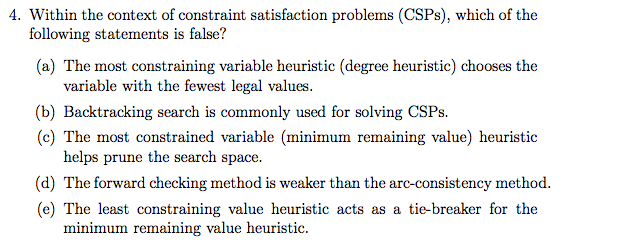 4. Within the context of constraint satisfaction problems (CSPs), which of the
following statements is false?
(a) The most constraining variable heuristic (degree heuristic) chooses the
variable with the fewest legal values.
(b) Backtracking search is commonly used for solving CSPs.
(c) The most constrained variable (minimum remaining value) heuristic
helps prune the search space.
(d) The forward checking method is weaker than the arc-consistency method.
(e) The least constraining value heuristic acts as a tie-breaker for the
minimum remaining value heuristic.